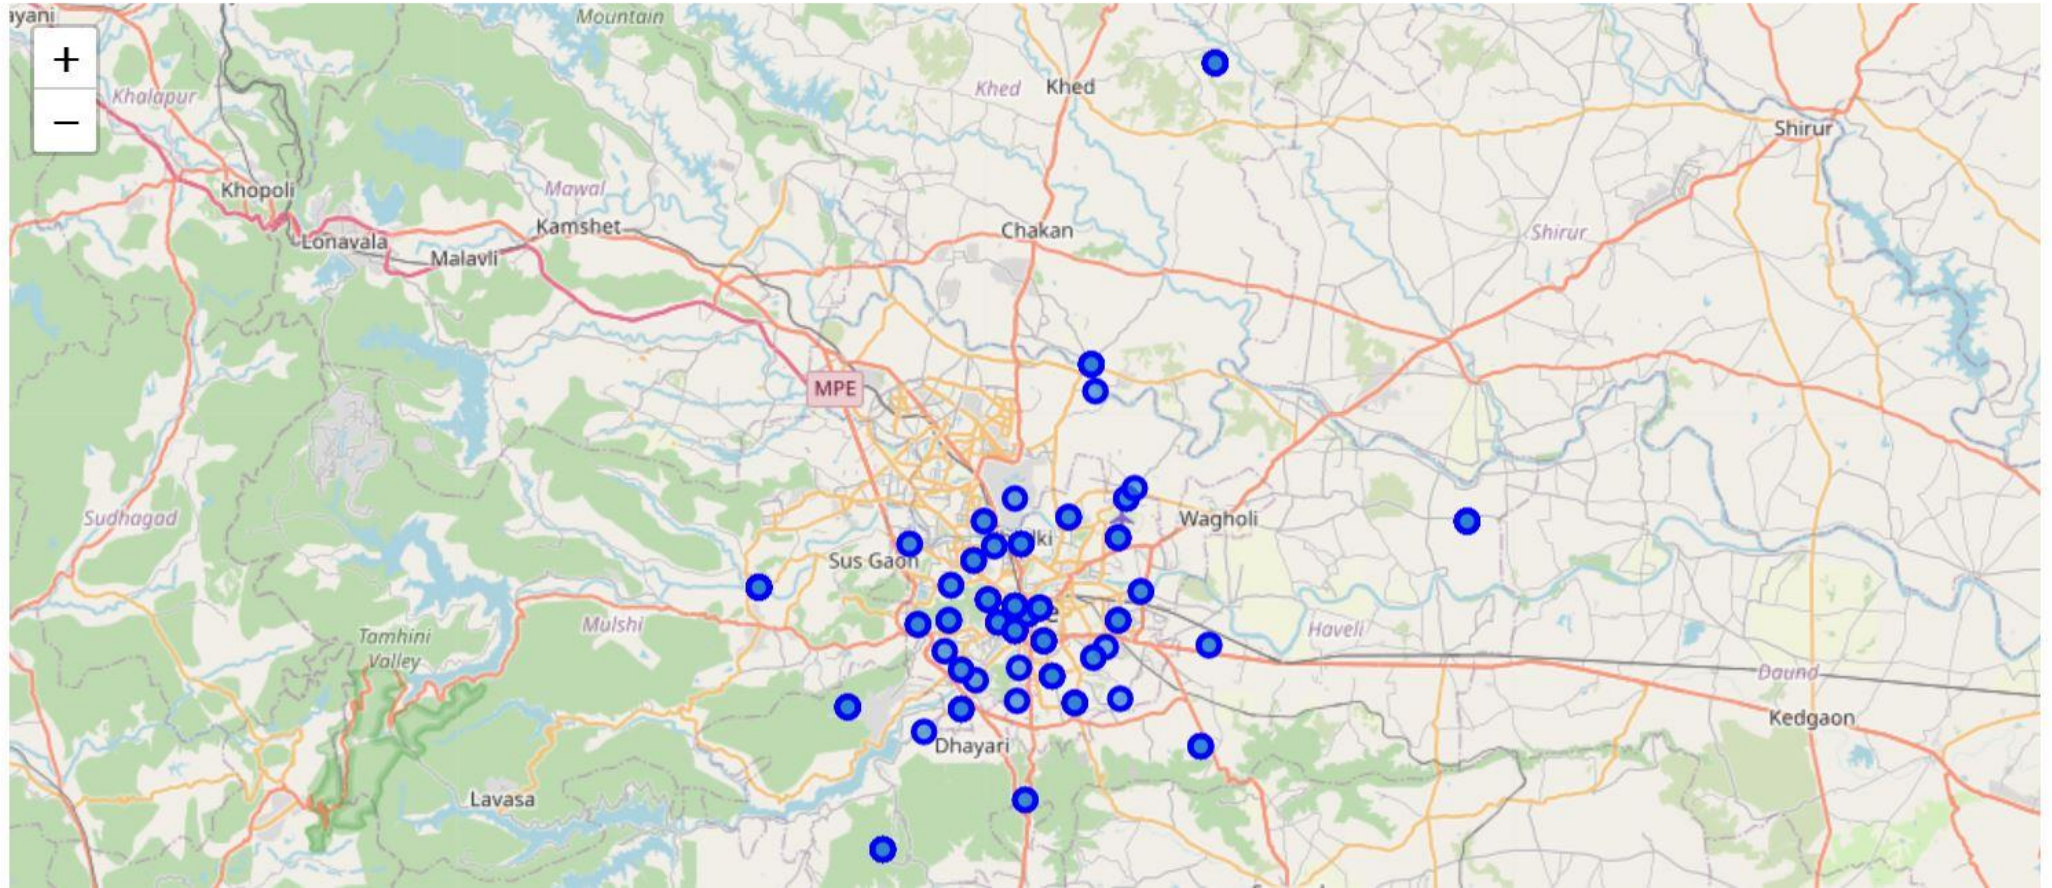 ayani
Mountain
+
Khed
Khed
Khalapur
−
Shirur
Khopoli
Mawal
Kamshet
Chakan
Shirur
Lonavala
Malavli
MPE
Sudhagad
Wagholi
Sus Gaon
Mulshi
Haveli
Tamhini
Valley
Daund
Kedgaon
Dhayari
Lavasa